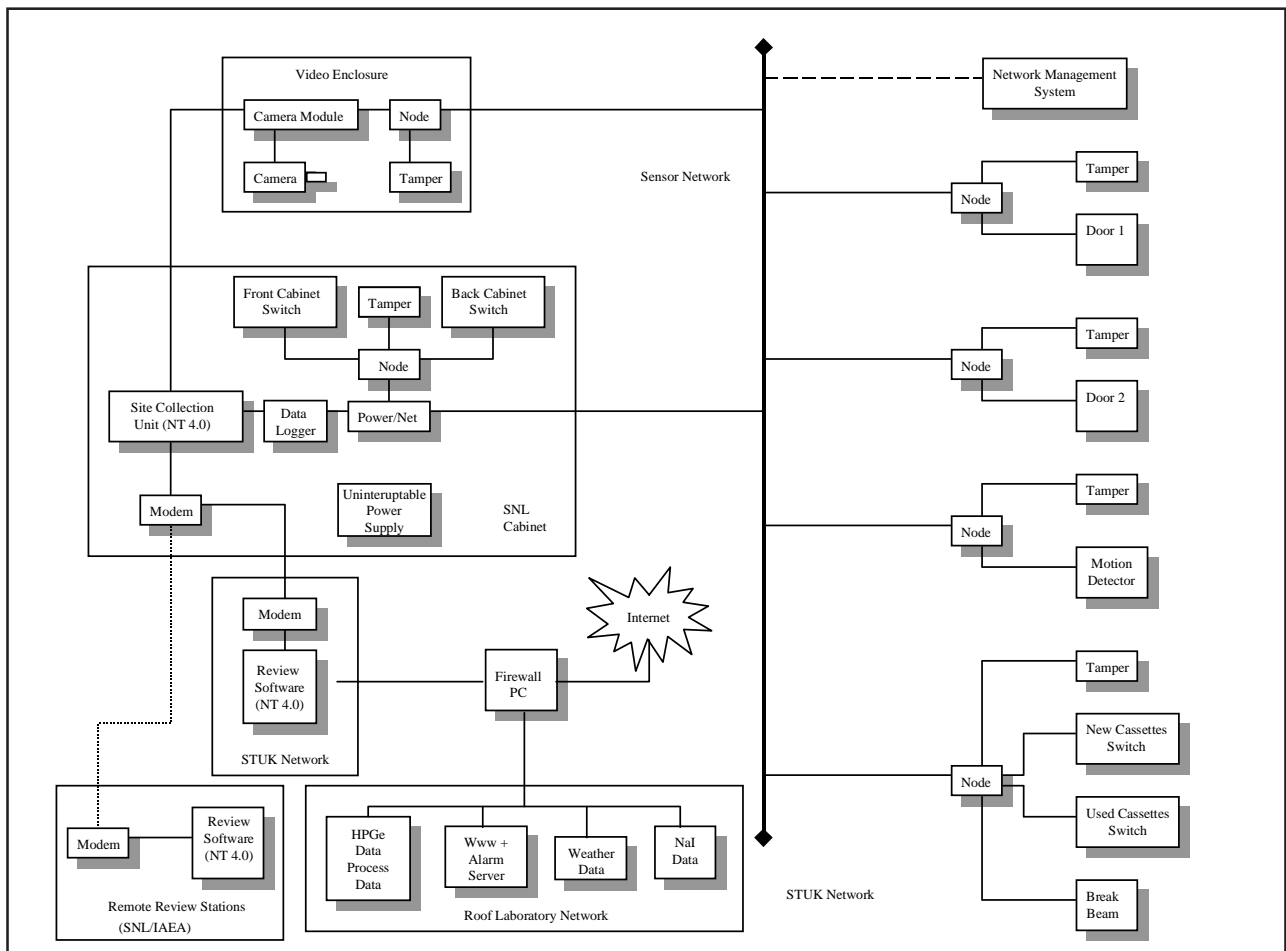 Video Enclosure
Camera Module
Node
Camera
Tamper
Sensor Network
Network Management
System
Tamper
Node
Door 1
Front Cabinet
Switch
Tamper
Back Cabinet
Switch
Node
Site Collection
Unit (NT 4.0)
Data
Logger
Power/Net
Modem
Uninteruptable
Power
Supply
SNL
Cabinet
Tamper
Node
Door 2
Tamper
Node
Motion
Detector
Modem
Review
Software
(NT 4.0)
STUK Network
Internet
Firewall
PC
Tamper
New Cassettes
Switch
Node
Used Cassettes
Switch
Break
Beam
STUK Network
Modem
Review
Software
(NT 4.0)
Remote Review Stations
(SNL/IAEA)
HPGe
Data
Process
Data
Www +
Alarm
Server
Weather
Data
NaI
Data
Roof Laboratory Network